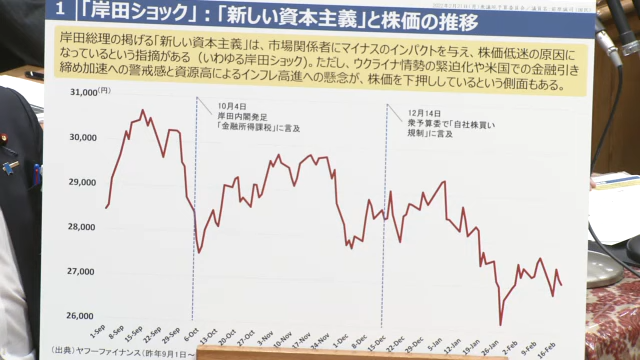 1 「岸田ショック」:「新しい資本主義」と株価の推移
岸田総理の掲げる「新しい資本主義」は、市場関係者にマイナスのインパクトを与え、株価低迷の原因に
なっているという指摘がある(いわゆる岸田ショック)。ただし、ウクライナ情勢の緊迫化や米国での金融引き
締め加速への警戒感と資源高によるインフレ高進への懸念が、株価を下押ししているという側面もある。
31,000 (円)
30,000
29,000
28,000
27,000
26,000
10月4日
岸田内閣発足
「金融所得課税」に言及
12月14日
衆予算委で「自社株買い
規制」に言及
1-Sep
8-Sep
15-Sep
22-Sep
29-Sep
6-Oct
13-Oct
20-Oct
27-Oct
3-Nov
10-Nov
17-Nov
24-Nov
1-Dec
8-Dec
15-Dec
22-Dec
29-Dec
5-Jan
12-Jan
19-Jan
26-Jan
2-Feb
9-Feb
16-Feb
(出典)ヤフーファイナンス(昨年9月1日~